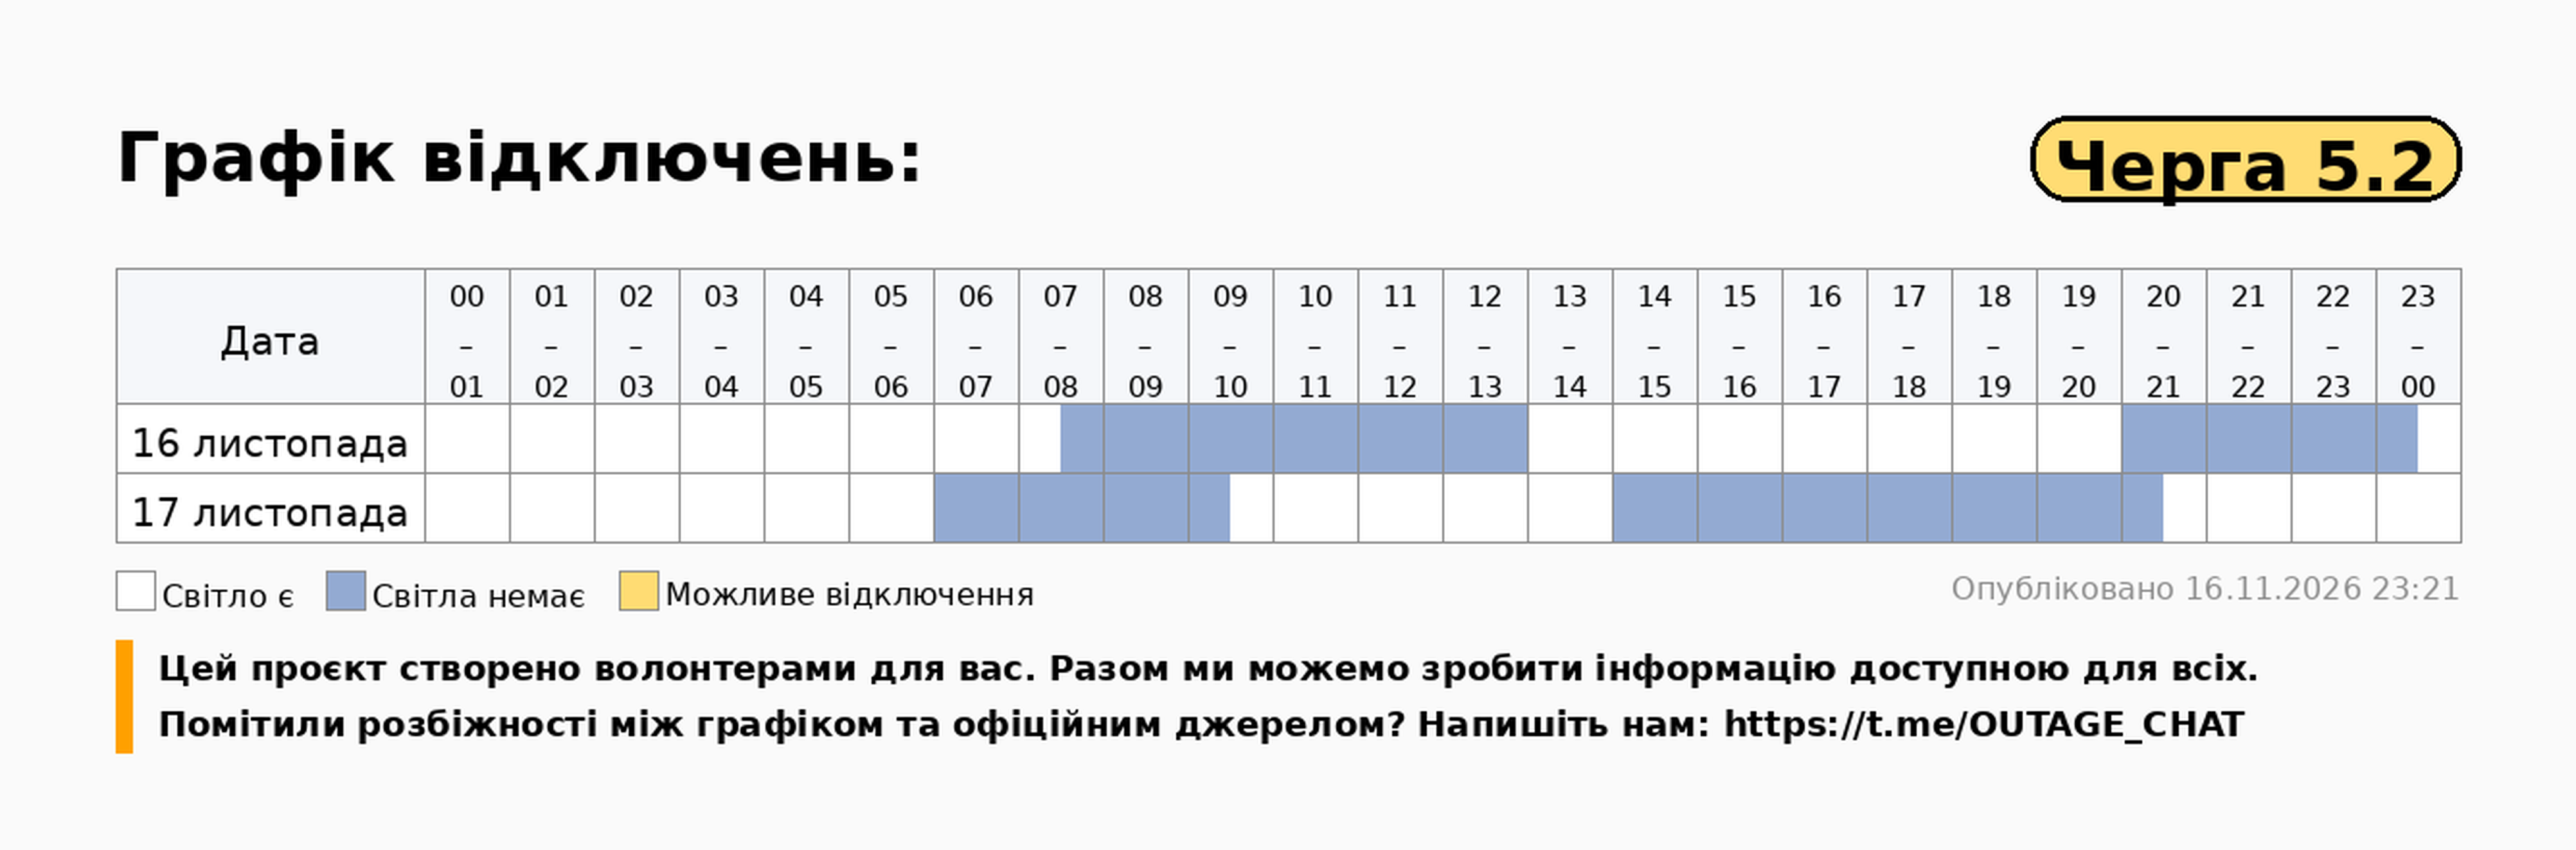 Графік відключень:
Черга 5.2
Дата
00 – 01
01 – 02
02 – 03
03 – 04
04 – 05
05 – 06
06 – 07
07 – 08
08 – 09
09 – 10
10 – 11
11 – 12
12 – 13
13 – 14
14 – 15
15 – 16
16 – 17
17 – 18
18 – 19
19 – 20
20 – 21
21 – 22
22 – 23
23 – 00
16 листопада
17 листопада
Світло є
Світла немає
Можливе відключення
Опубліковано 16.11.2026 23:21
Цей проєкт створено волонтерами для вас. Разом ми можемо зробити інформацію доступною для всіх.
Помітили розбіжності між графіком та офіційним джерелом? Напишіть нам: https://t.me/OUTAGE_CHAT